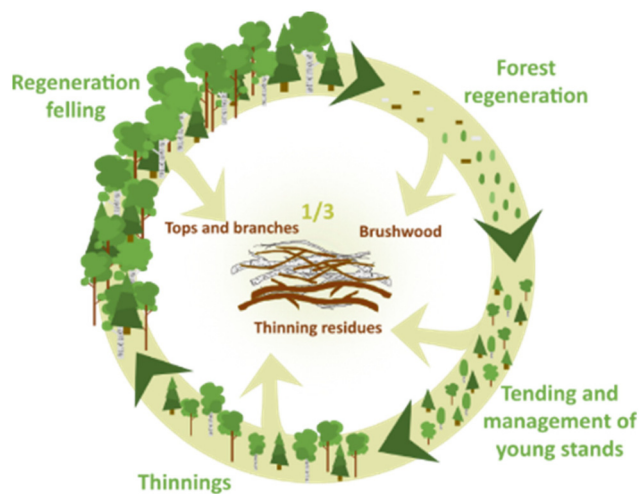 Regeneration
felling
Forest
regeneration
1/3
Tops and branches
Brushwood
Thinning residues
Tending and
management of
young stands
Thinnings